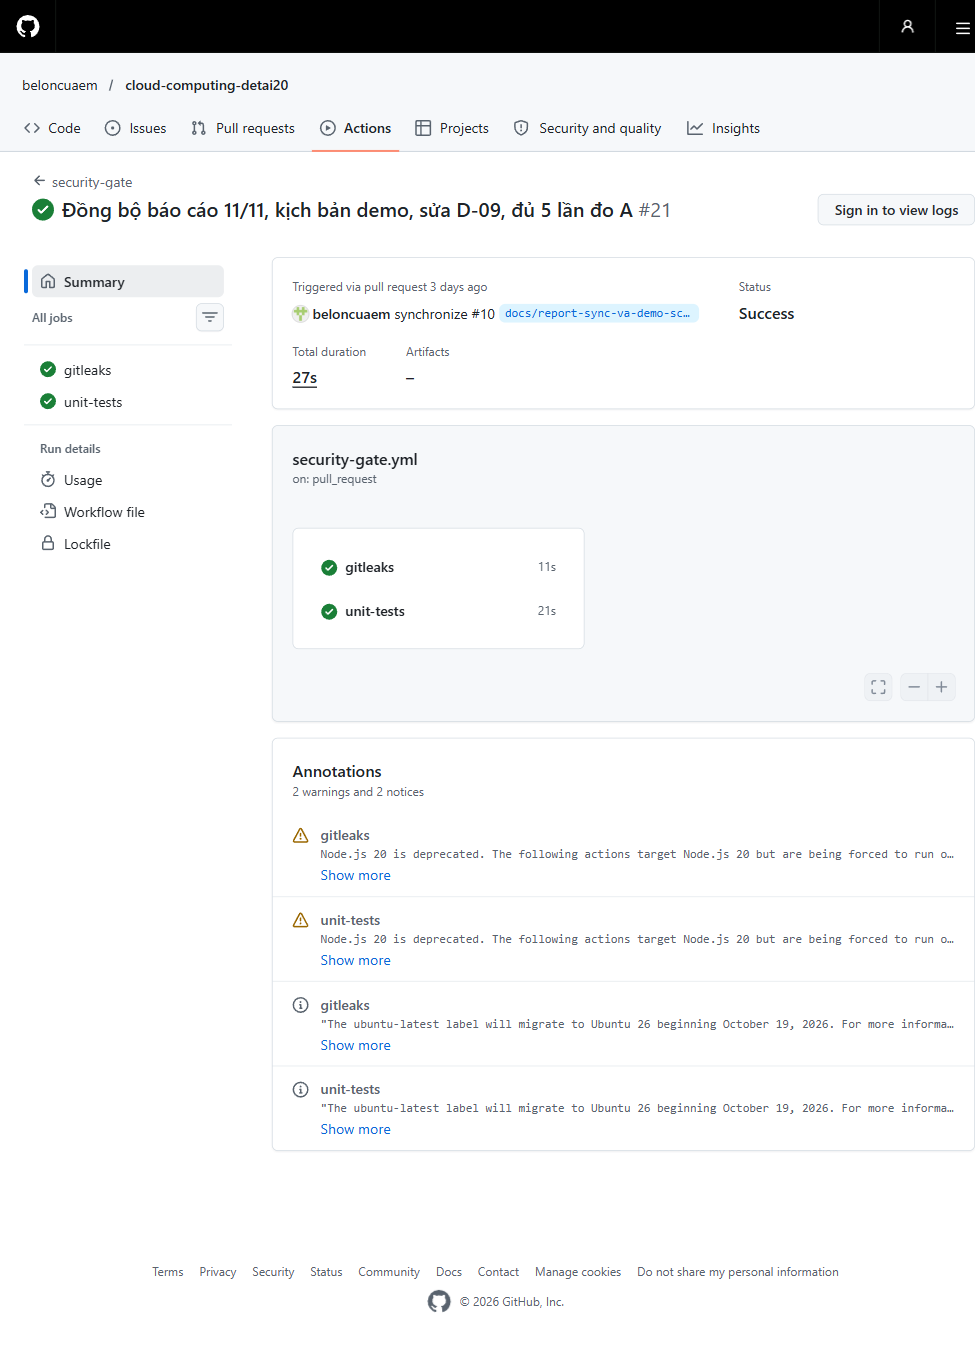 beloncuaem / cloud-computing-detai20
Code Issues Pull requests Actions Projects Security and quality Insights
security-gate
Đồng bộ báo cáo 11/11, kịch bản demo, sửa D-09, đủ 5 lần đo A #21
Sign in to view logs
Summary
All jobs
gitleaks
unit-tests
Run details
Usage
Workflow file
Lockfile
Triggered via pull request 3 days ago
beloncuaem synchronize #10 docs/report-sync-va-demo-sc…
Status
Success
Total duration
27s
Artifacts
–
security-gate.yml
on: pull_request
gitleaks 11s
unit-tests 21s
Annotations
2 warnings and 2 notices
gitleaks
Node.js 20 is deprecated. The following actions target Node.js 20 but are being forced to run o…
Show more
unit-tests
Node.js 20 is deprecated. The following actions target Node.js 20 but are being forced to run o…
Show more
gitleaks
"The ubuntu-latest label will migrate to Ubuntu 26 beginning October 19, 2026. For more informa…
Show more
unit-tests
"The ubuntu-latest label will migrate to Ubuntu 26 beginning October 19, 2026. For more informa…
Show more
Terms Privacy Security Status Community Docs Contact Manage cookies Do not share my personal information
© 2026 GitHub, Inc.